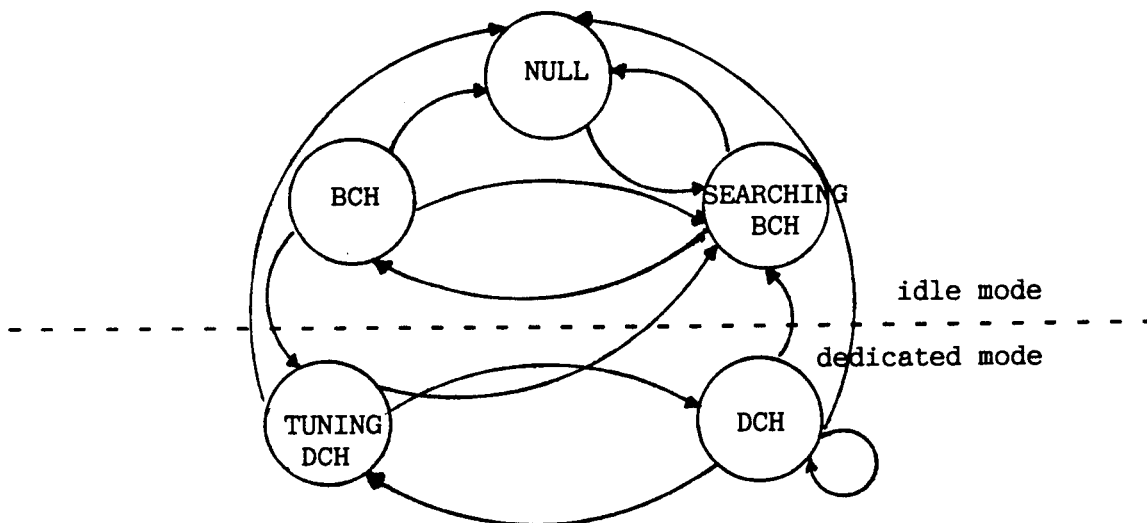 NULL
BCH
SEARCHING
BCH
idle mode
dedicated mode
TUNING
DCH
DCH